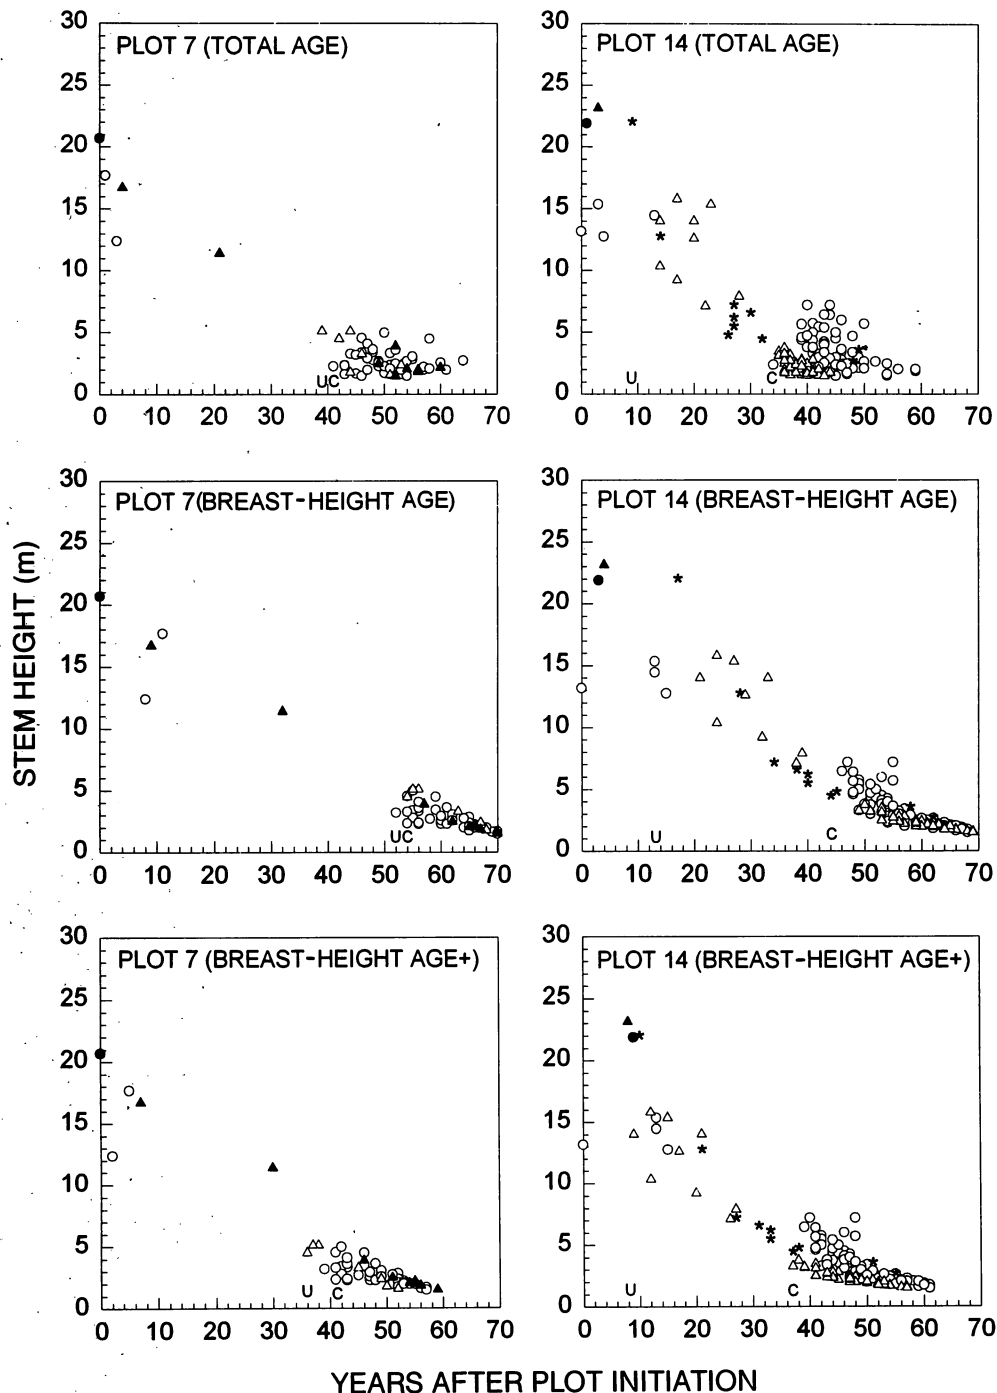 PLOT 7 (TOTAL AGE)
30
25
20
15
10
5
0
U C
0 10 20 30 40 50 60 70
PLOT 14 (TOTAL AGE)
30
25
20
15
10
5
0
U C
0 10 20 30 40 50 60 70
STEM HEIGHT (m)
PLOT 7(BREAST-HEIGHT AGE)
30
25
20
15
10
5
0
UC
0 10 20 30 40 50 60 70
PLOT 14 (BREAST-HEIGHT AGE)
30
25
20
15
10
5
0
U C
0 10 20 30 40 50 60 70
PLOT 7 (BREAST-HEIGHT AGE+)
30
25
20
15
10
5
0
U C
0 10 20 30 40 50 60 70
PLOT 14 (BREAST-HEIGHT AGE+)
30
25
20
15
10
5
0
U C
0 10 20 30 40 50 60 70
YEARS AFTER PLOT INITIATION